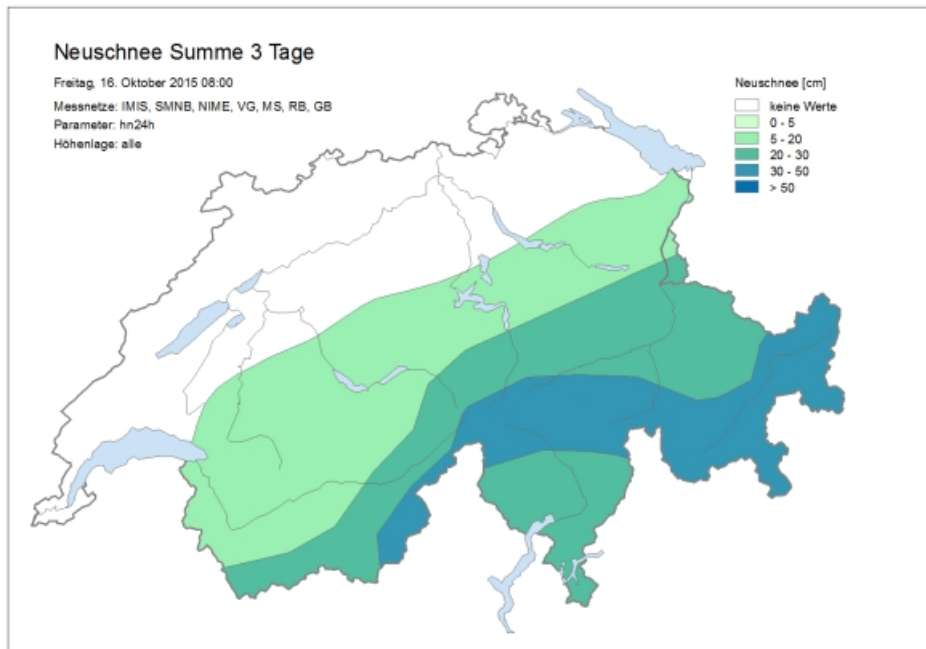 Neuschnee Summe 3 Tage
Freitag, 16. Oktober 2015 08:00
Messnetze: IMIS, SMNB, NIME, VG, MS, RB, GB
Parameter: hn24h
Höhenlage: alle
Neuschnee [cm]
keine Werte
0 - 5
5 - 20
20 - 30
30 - 50
> 50